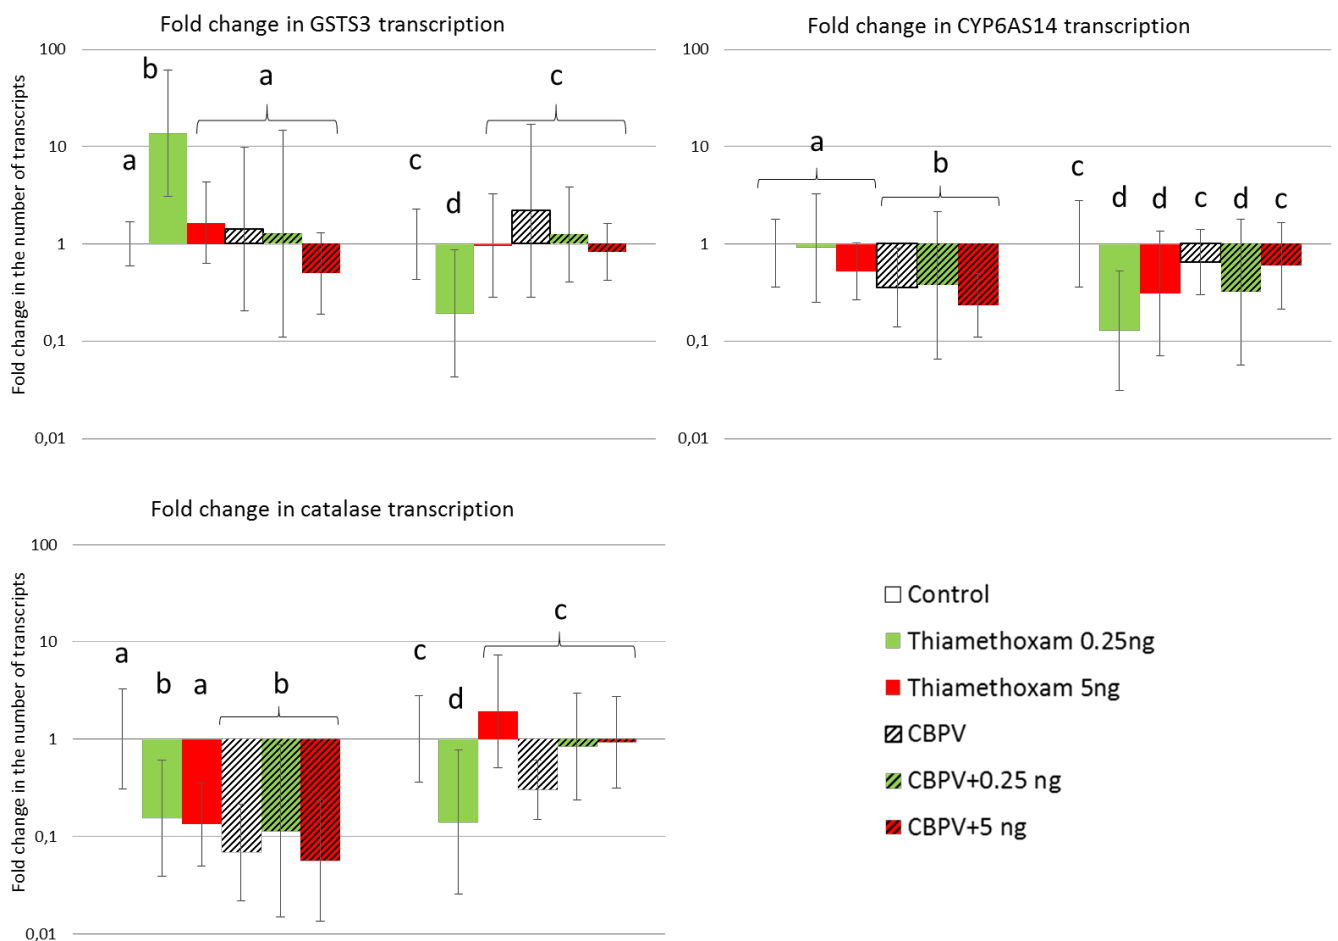 Fold change in GSTS3 transcription
Fold change in the number of transcripts
100
10
1
0,1
0,01
a
b
a
c
d
c
Fold change in CYP6AS14 transcription
100
10
1
0,1
0,01
a
b
c
d
d
c
d
c
Fold change in catalase transcription
Fold change in the number of transcripts
100
10
1
0,1
0,01
a
b
a
b
c
d
c
Control
Thiamethoxam 0.25ng
Thiamethoxam 5ng
CBPV
CBPV+0.25 ng
CBPV+5 ng